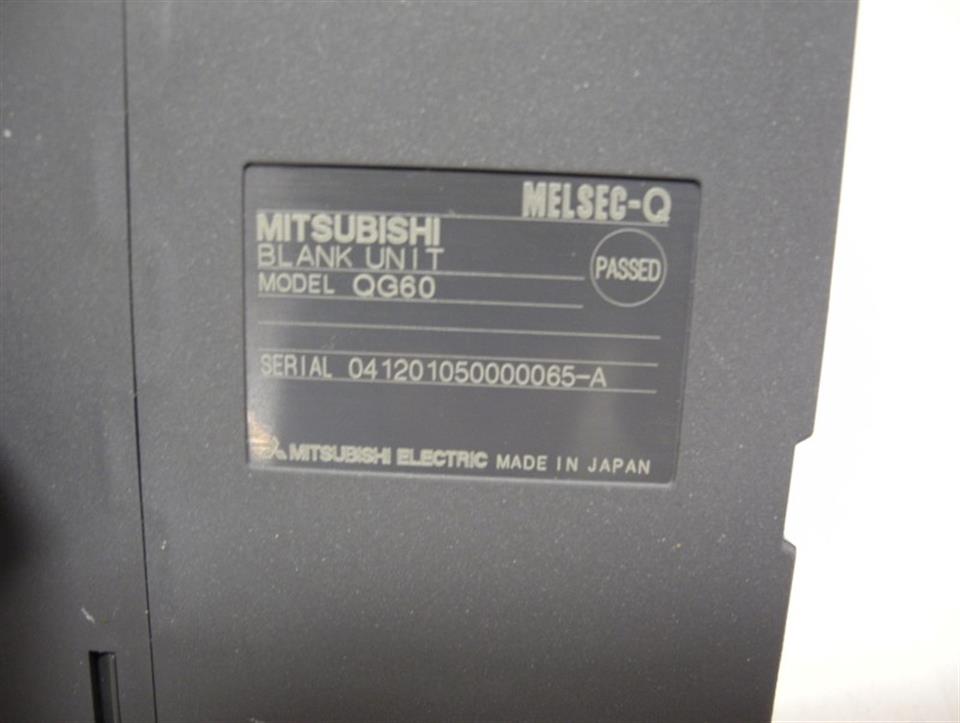 MELSEC-Q
MITSUBISHI
BLANK UNIT
PASSED
MODEL QG60
SERIAL 041201050000065-A
MITSUBISHI ELECTRIC MADE IN JAPAN